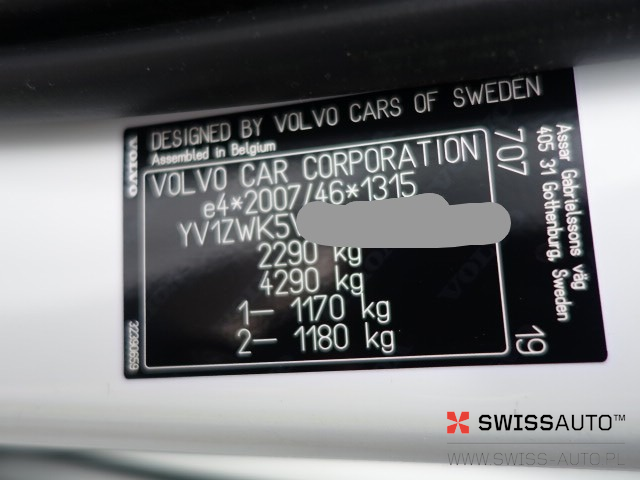 DESIGNED BY VOLVO CARS OF SWEDEN
Assembled in Belgium
VOLVO CAR CORPORATION
e4*2007/46*1315
YV1ZWK5
2290 kg
4290 kg
1- 1170 kg
2- 1180 kg
VOLVO
32290659
707
19
Assar Gabrielssons väg
405 31 Gothenburg, Sweden
SWISSAUTO™
WWW.SWISS-AUTO.PL